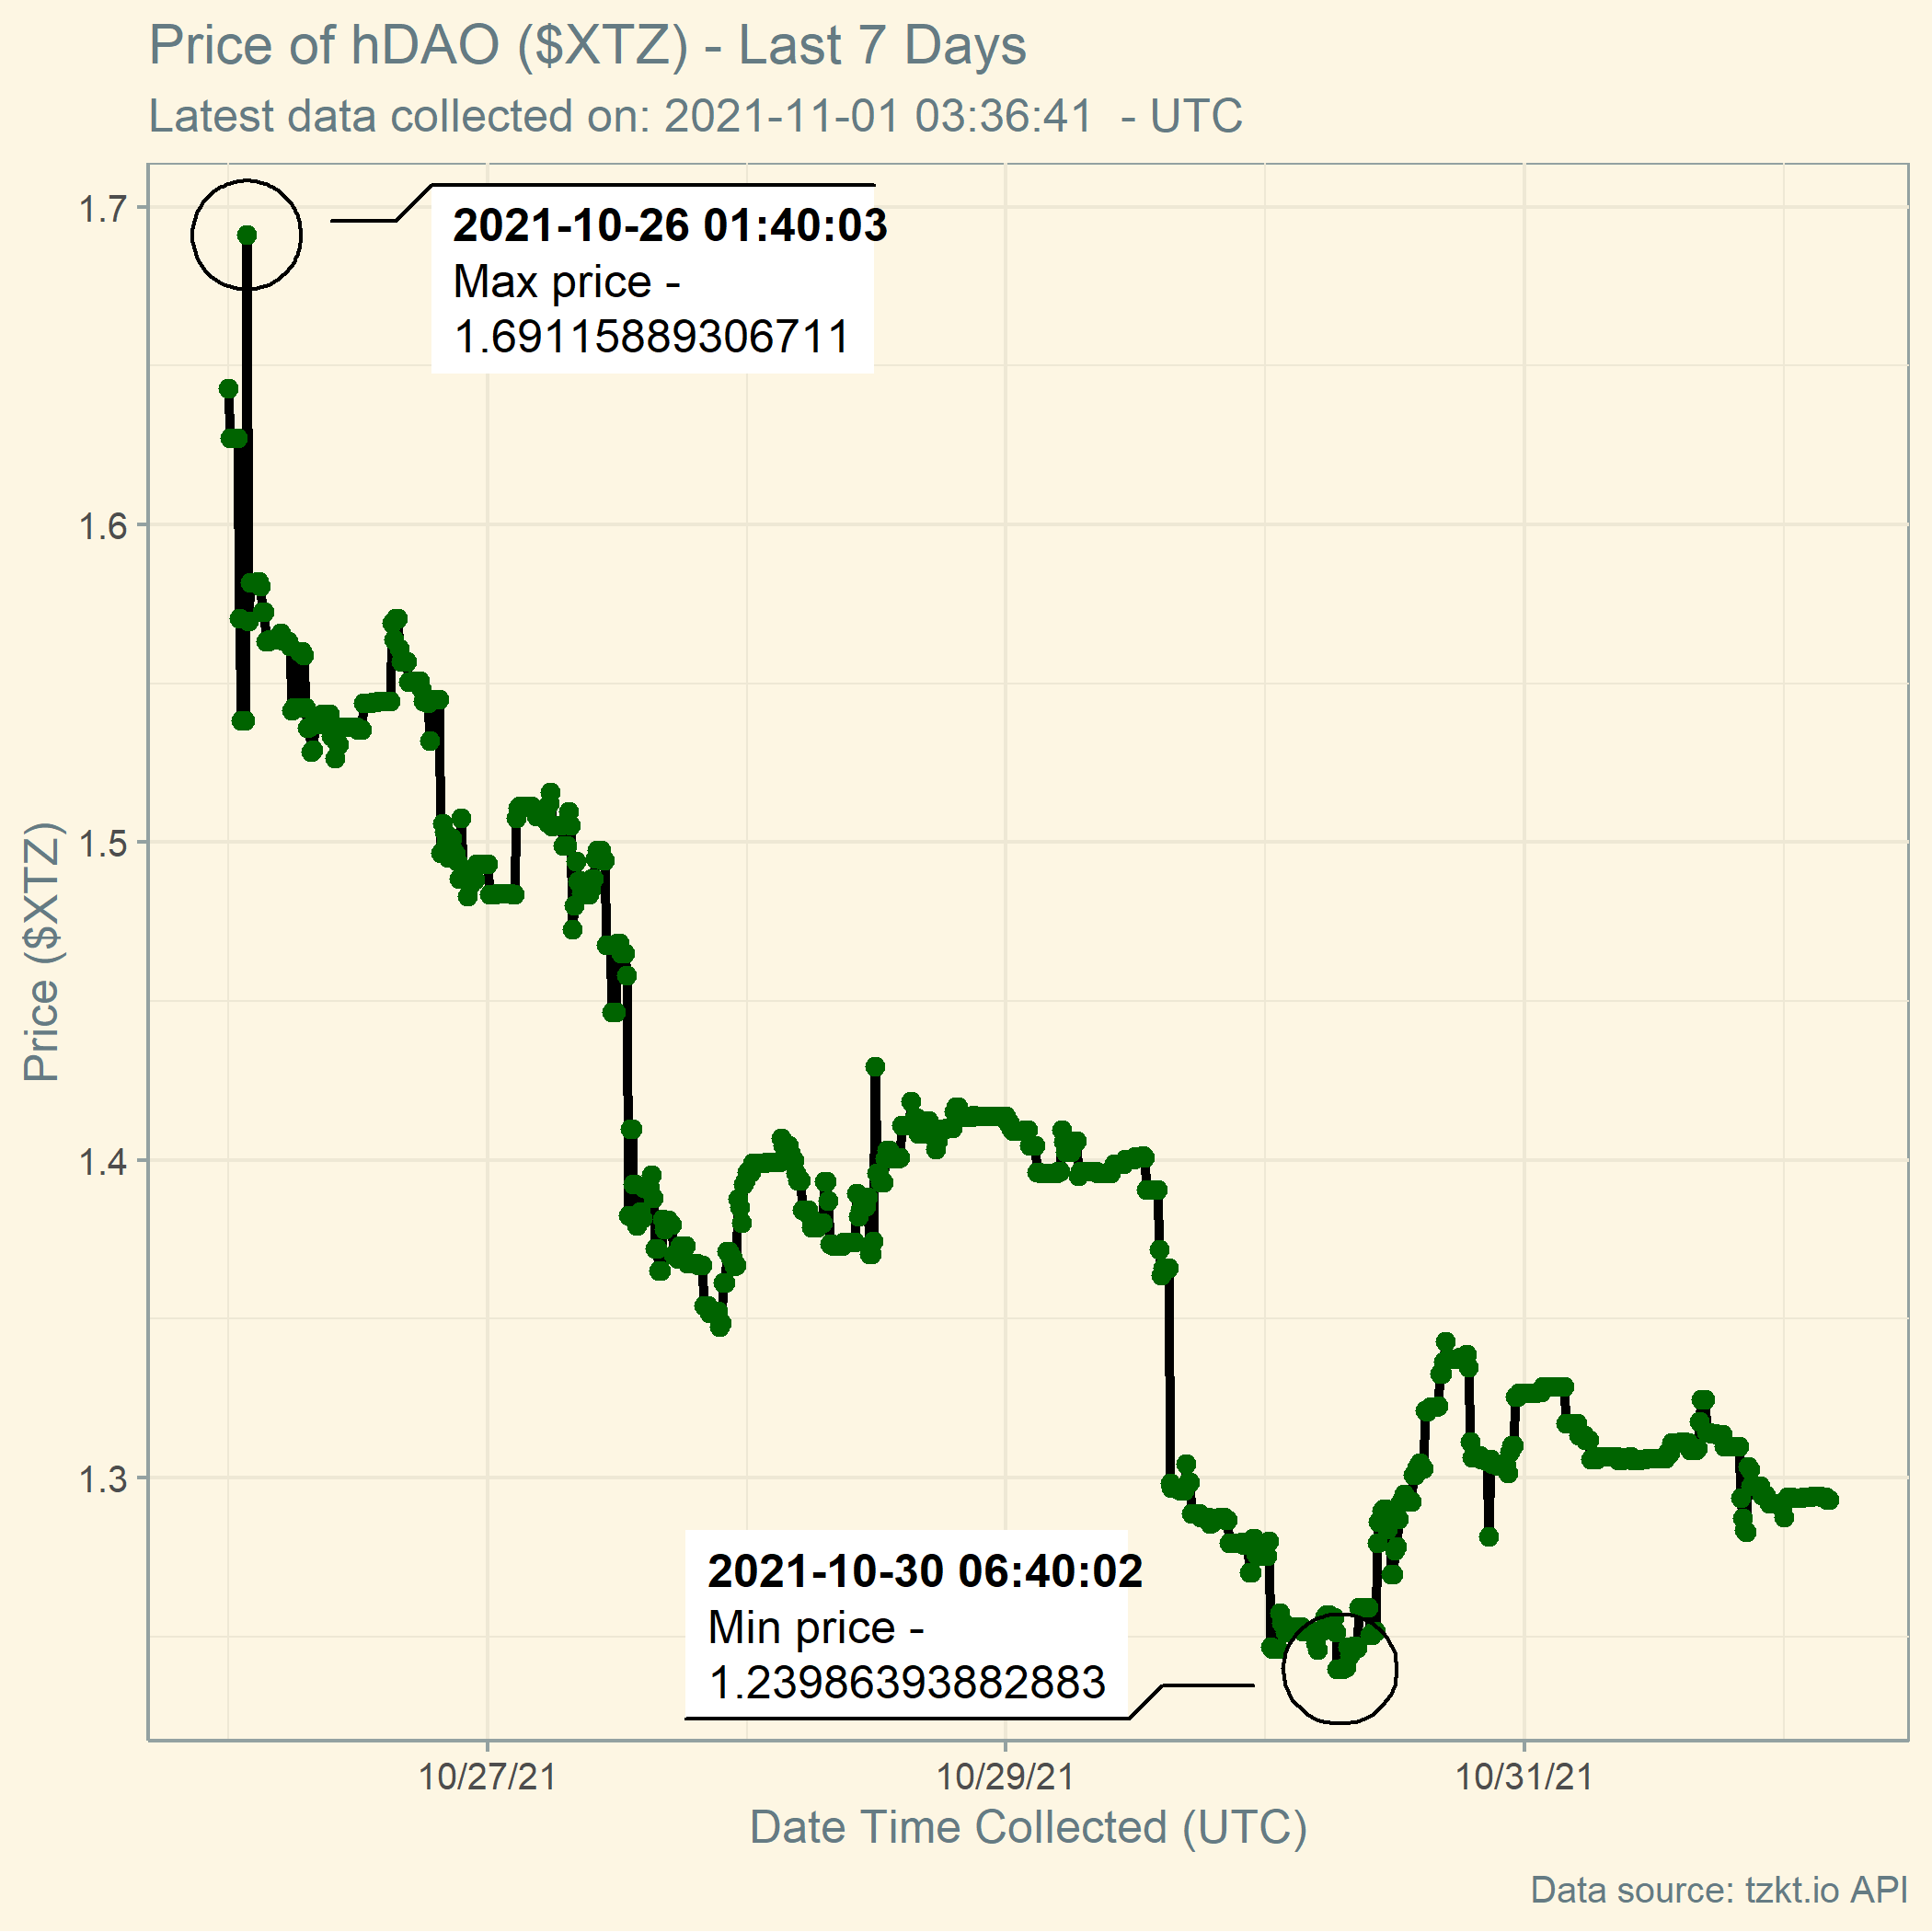 Price of hDAO ($XTZ) - Last 7 Days
Latest data collected on: 2021-11-01 03:36:41  - UTC
2021-10-26 01:40:03
Max price -
1.69115889306711
1.7
1.6
1.5
1.4
1.3
Price ($XTZ)
2021-10-30 06:40:02
Min price -
1.23986393882883
10/27/21
10/29/21
10/31/21
Date Time Collected (UTC)
Data source: tzkt.io API